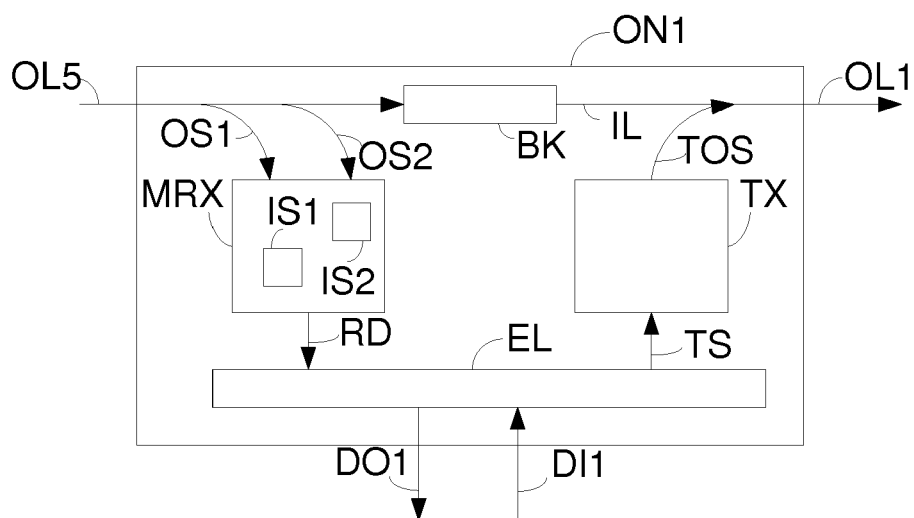 ON1
OL5
OL1
OS1
OS2
BK
IL
TOS
MRX
IS1
TX
IS2
RD
EL
TS
DO1
DI1